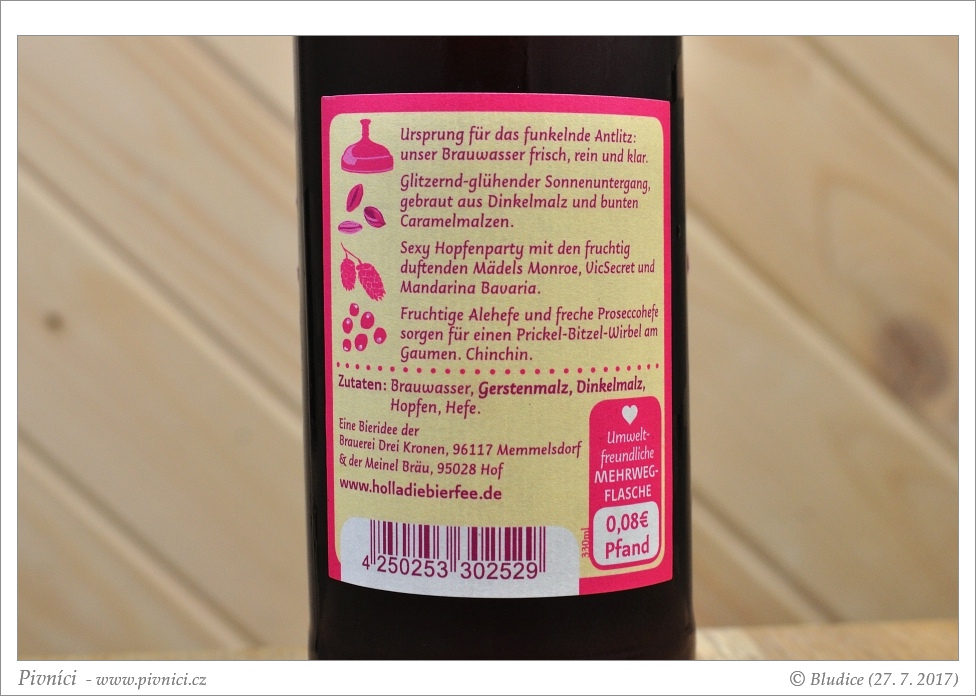 Ursprung für das funkelnde Antlitz:
unser Brauwasser frisch, rein und klar.
Glitzernd-glühender Sonnenuntergang,
gebraut aus Dinkelmalz und bunten
Caramelmalzen.
Sexy Hopfenparty mit den fruchtig
duftenden Mädels Monroe, VicSecret und
Mandarina Bavaria.
Fruchtige Alehefe und freche Proseccohefe
sorgen für einen Prickel-Bitzel-Wirbel am
Gaumen. Chinchin.
Zutaten: Brauwasser, Gerstenmalz, Dinkelmalz,
Hopfen, Hefe.
Eine Bieridee der
Brauerei Drei Kronen, 96117 Memmelsdorf
& der Meinel Bräu, 95028 Hof
www.holladiebierfee.de
Umwelt-
freundliche
MEHRWEG-
FLASCHE
0,08€
Pfand
330ml
4 250253 302529
Pivníci - www.pivnici.cz
© Bludice (27. 7. 2017)